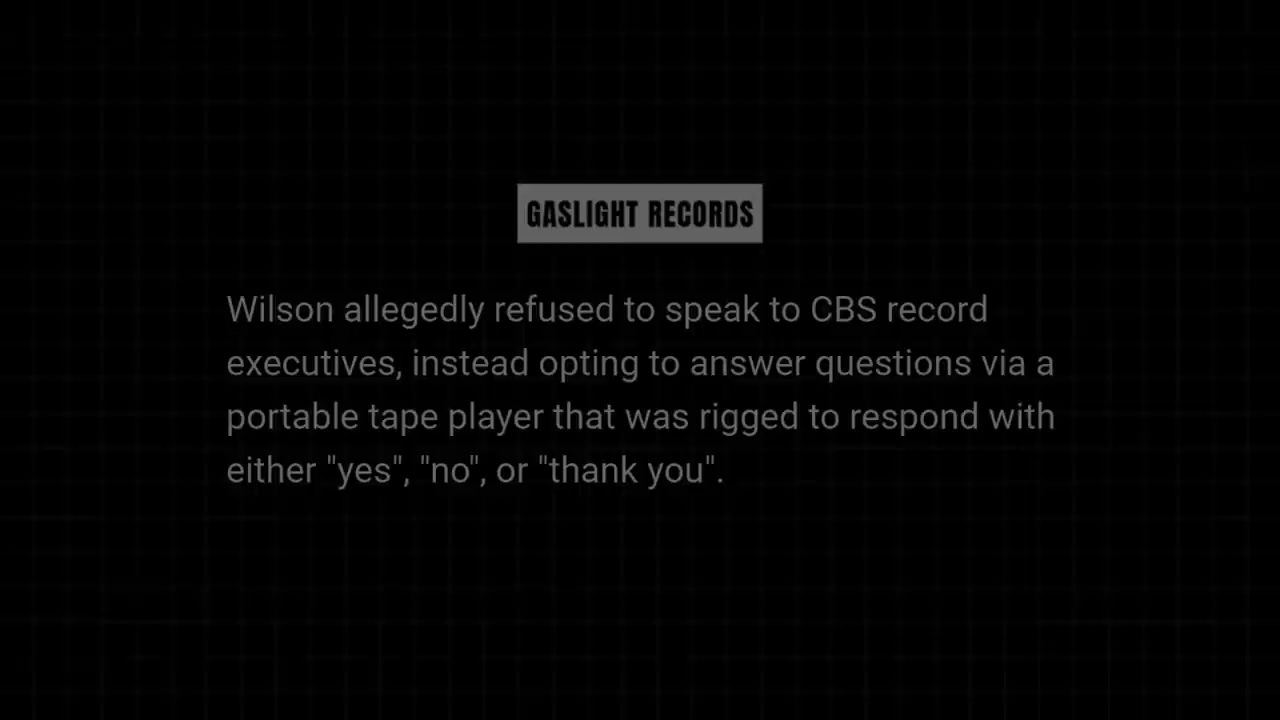 GASLIGHT RECORDS
Wilson allegedly refused to speak to CBS record
executives, instead opting to answer questions via a
portable tape player that was rigged to respond with
either "yes", "no", or "thank you".